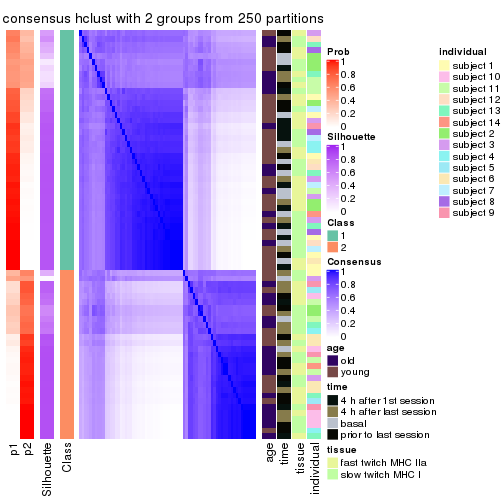 consensus hclust with 2 groups from 250 partitions
p1
p2
Silhouette
Class
age
time
tissue
individual
Prob
1
0.8
0.6
0.4
0.2
0
Silhouette
1
0.8
0.6
0.4
0.2
0
Class
1
2
Consensus
1
0.8
0.6
0.4
0.2
0
age
old
young
time
4 h after 1st session
4 h after last session
basal
prior to last session
tissue
fast twitch MHC IIa
slow twitch MHC I
individual
subject 1
subject 10
subject 11
subject 12
subject 13
subject 14
subject 2
subject 3
subject 4
subject 5
subject 6
subject 7
subject 8
subject 9